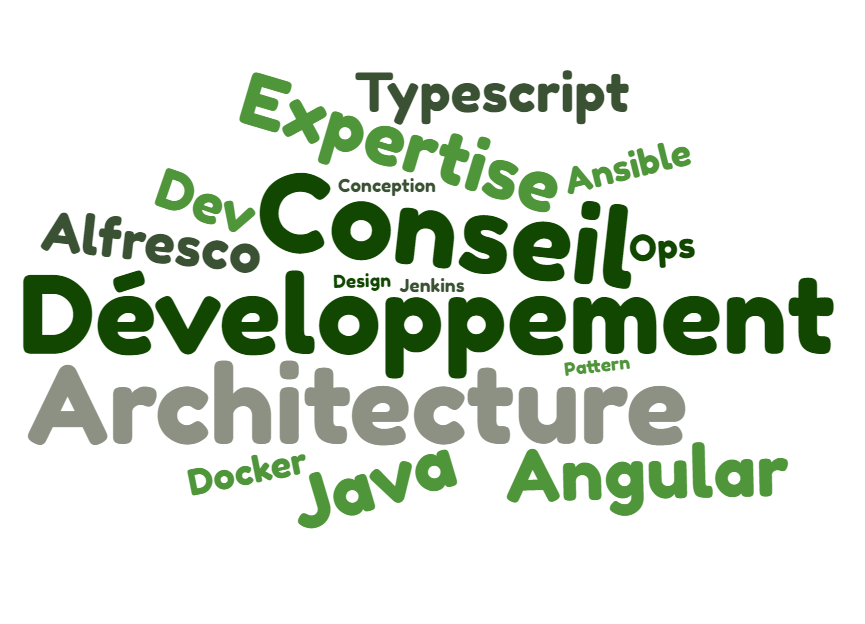 Typescript
Expertise
Ansible
Dev
Conception
Conseil
Alfresco
Ops
Design
Jenkins
Développement
Pattern
Architecture
Docker
Java
Angular